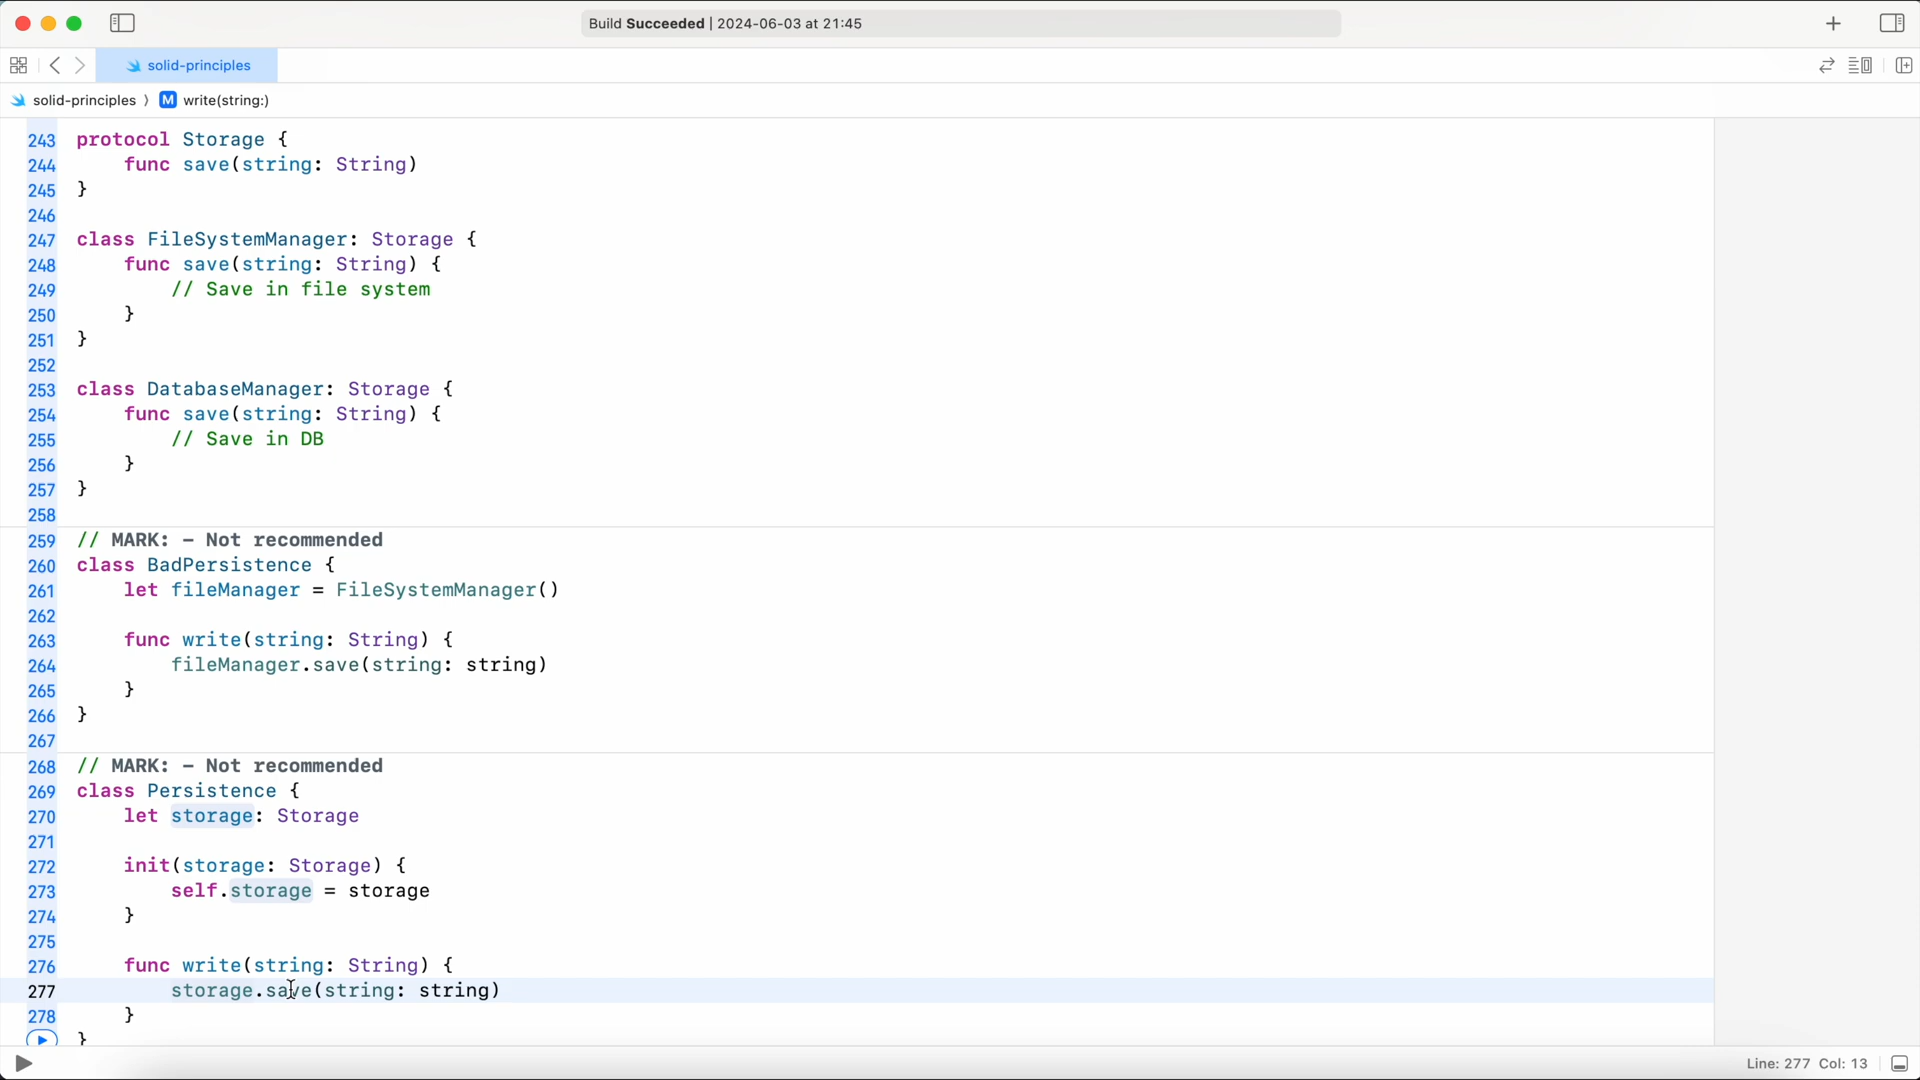 Build Succeeded | 2024-06-03 at 21:45
solid-principles
solid-principles 〉 M write(string:)
243 protocol Storage {
244     func save(string: String)
245 }
246
247 class FileSystemManager: Storage {
248     func save(string: String) {
249         // Save in file system
250     }
251 }
252
253 class DatabaseManager: Storage {
254     func save(string: String) {
255         // Save in DB
256     }
257 }
258
259 // MARK: - Not recommended
260 class BadPersistence {
261     let fileManager = FileSystemManager()
262
263     func write(string: String) {
264         fileManager.save(string: string)
265     }
266 }
267
268 // MARK: - Not recommended
269 class Persistence {
270     let storage: Storage
271
272     init(storage: Storage) {
273         self.storage = storage
274     }
275
276     func write(string: String) {
277         storage.save(string: string)
278     }
}
Line: 277 Col: 13